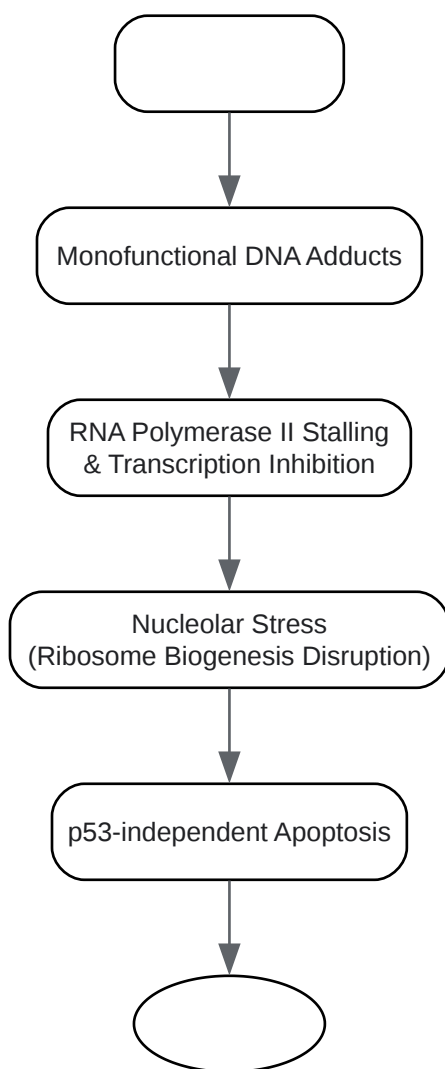 Monofunctional DNA Adducts
RNA Polymerase II Stalling
& Transcription Inhibition
Nucleolar Stress
(Ribosome Biogenesis Disruption)
p53-independent Apoptosis